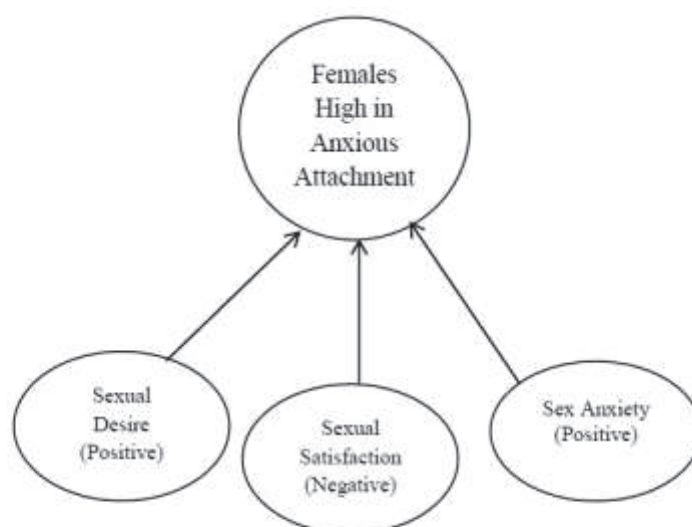 Females
High in
Anxious
Attachment
Sexual
Desire
(Positive)
Sexual
Satisfaction
(Negative)
Sex Anxiety
(Positive)